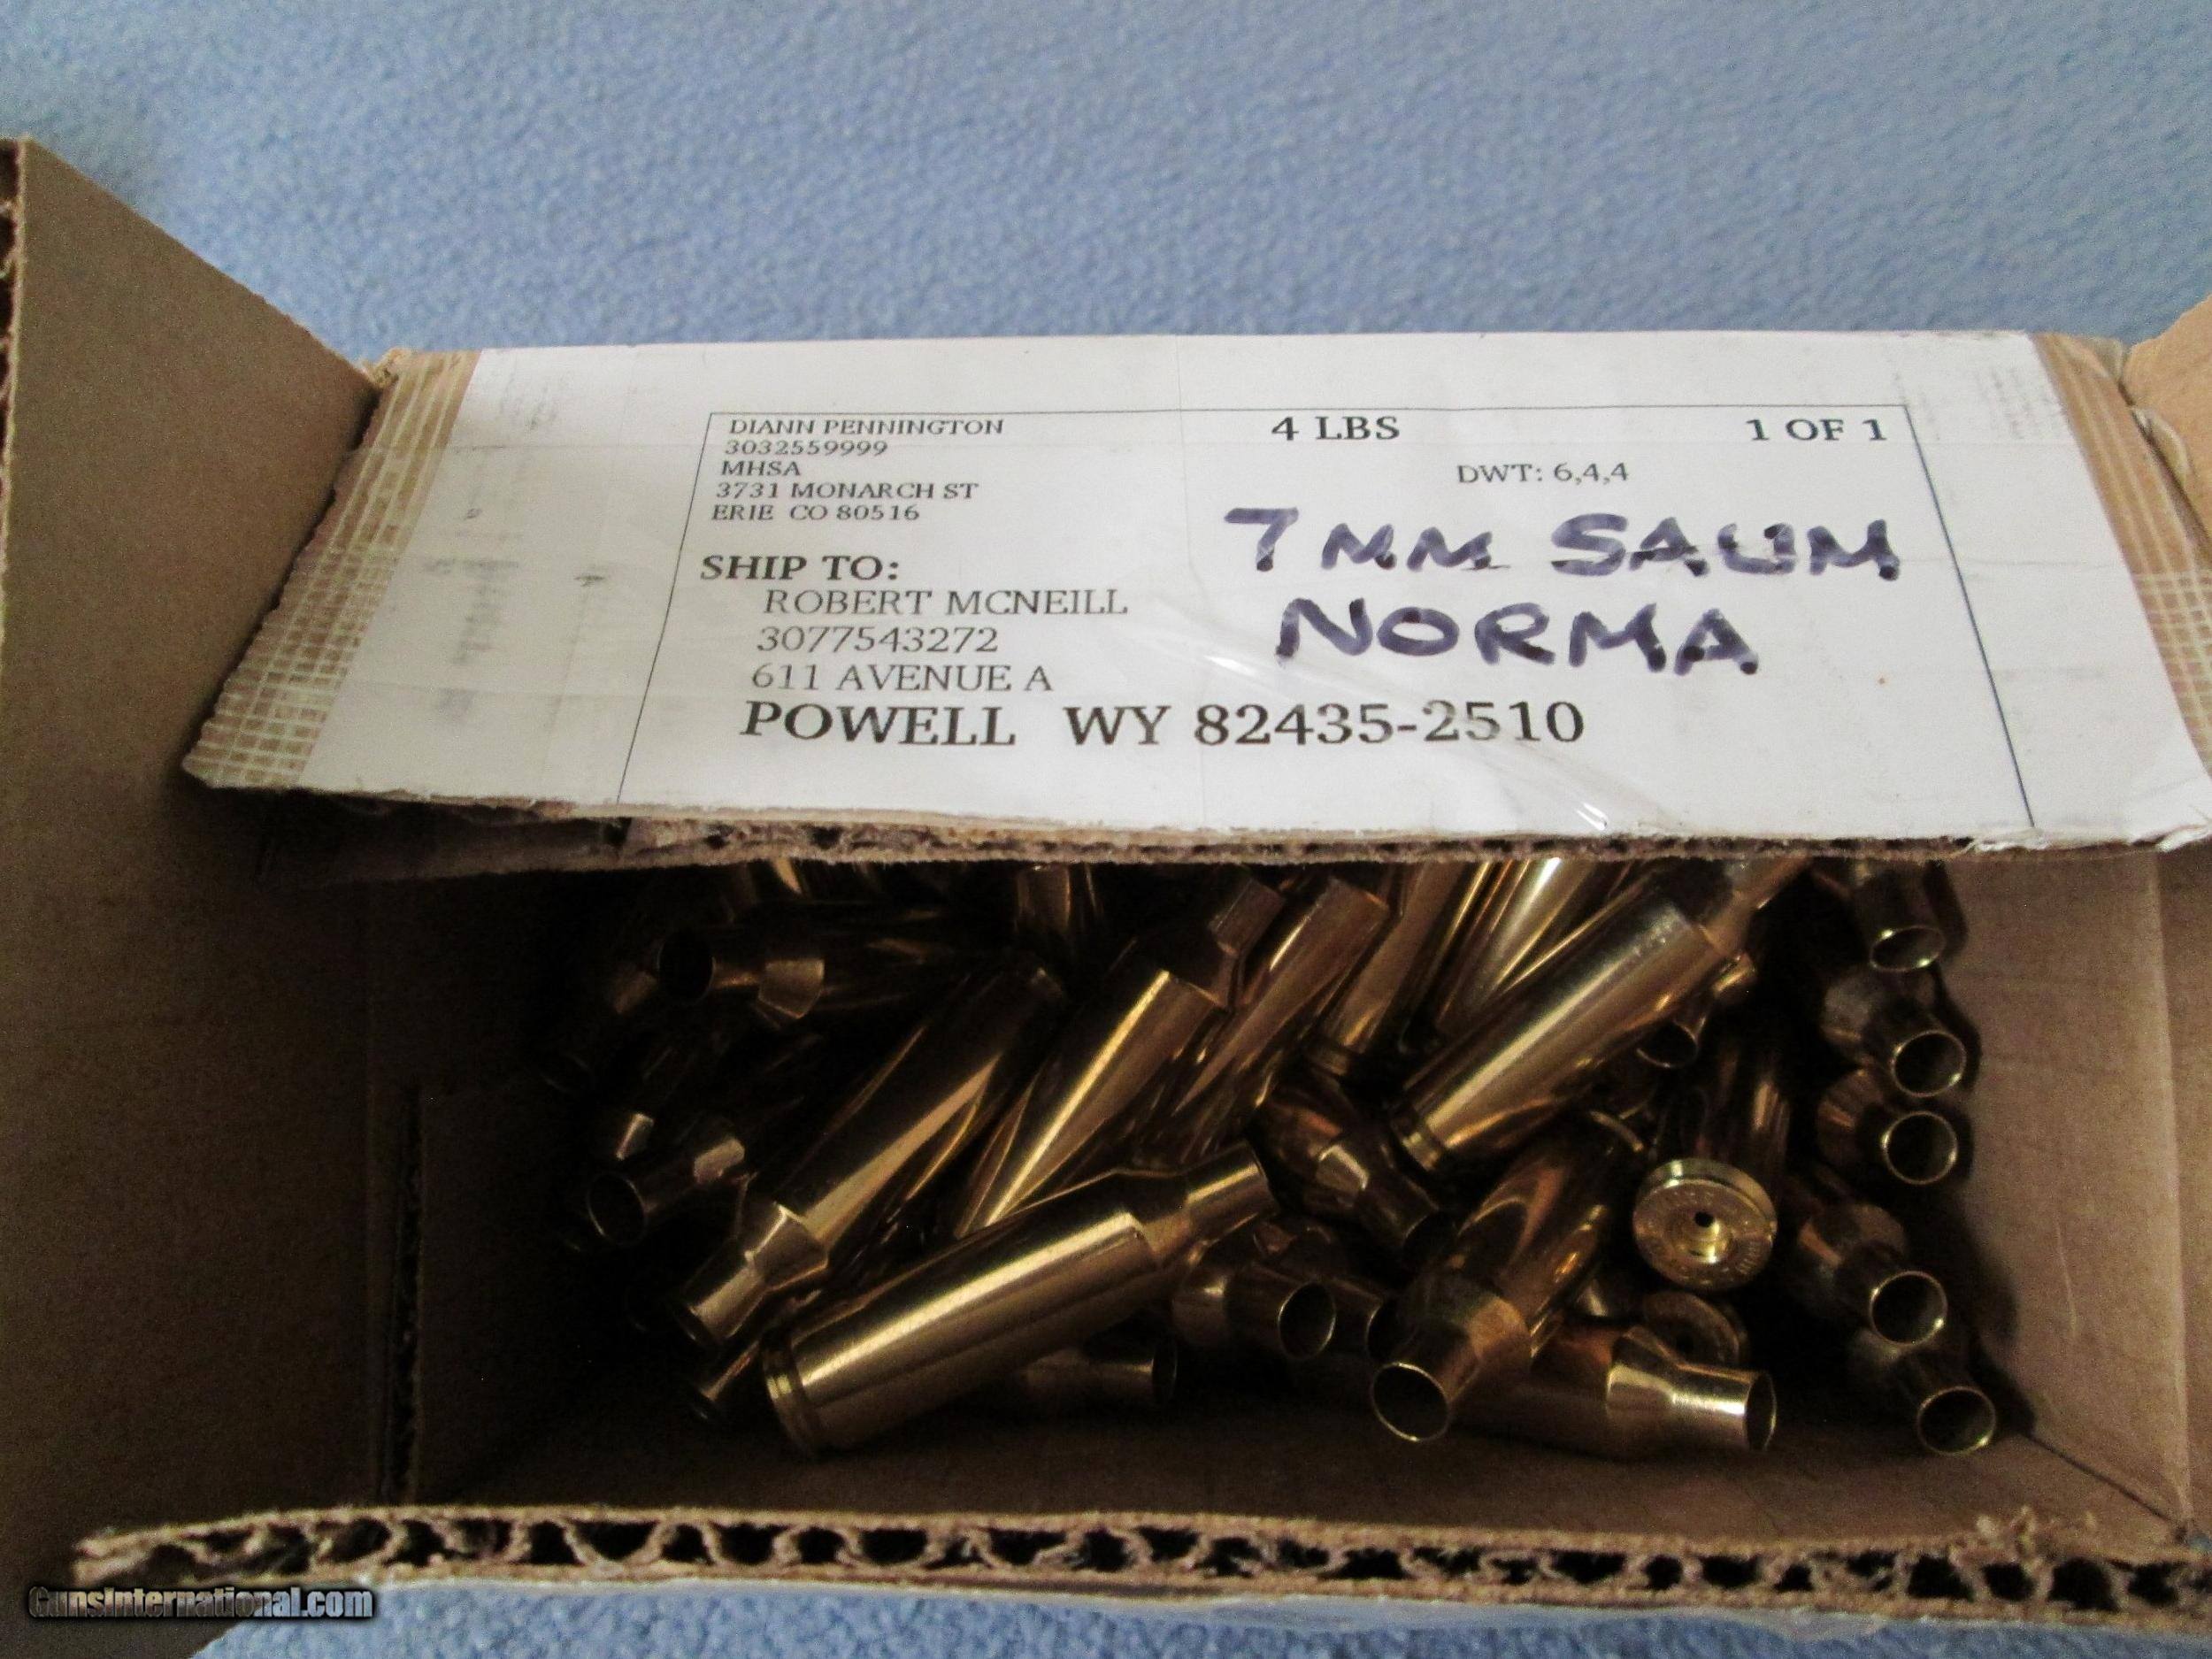 DIANN PENNINGTON
3032559999
MHSA
3731 MONARCH ST
ERIE CO 80516
4 LBS
1 OF 1
DWT: 6,4,4
SHIP TO:
ROBERT MCNEILL
3077543272
611 AVENUE A
POWELL WY 82435-2510
7MM SAUM
NORMA
GunsInternational.com